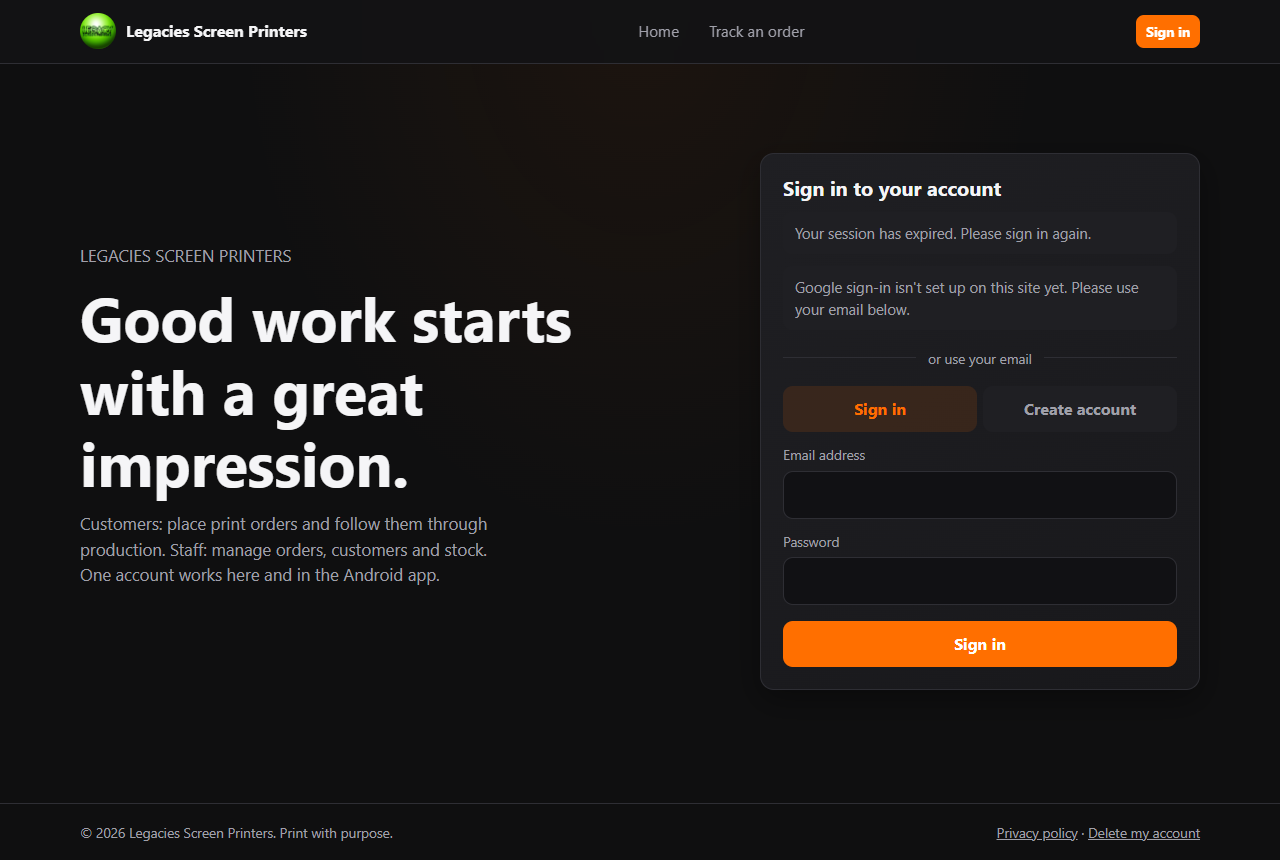 Legacies Screen Printers
Home
Track an order
Sign in
LEGACIES SCREEN PRINTERS
Good work starts
with a great
impression.
Customers: place print orders and follow them through
production. Staff: manage orders, customers and stock.
One account works here and in the Android app.
Sign in to your account
Your session has expired. Please sign in again.
Google sign-in isn't set up on this site yet. Please use
your email below.
or use your email
Sign in
Create account
Email address
Password
Sign in
© 2026 Legacies Screen Printers. Print with purpose.
Privacy policy · Delete my account